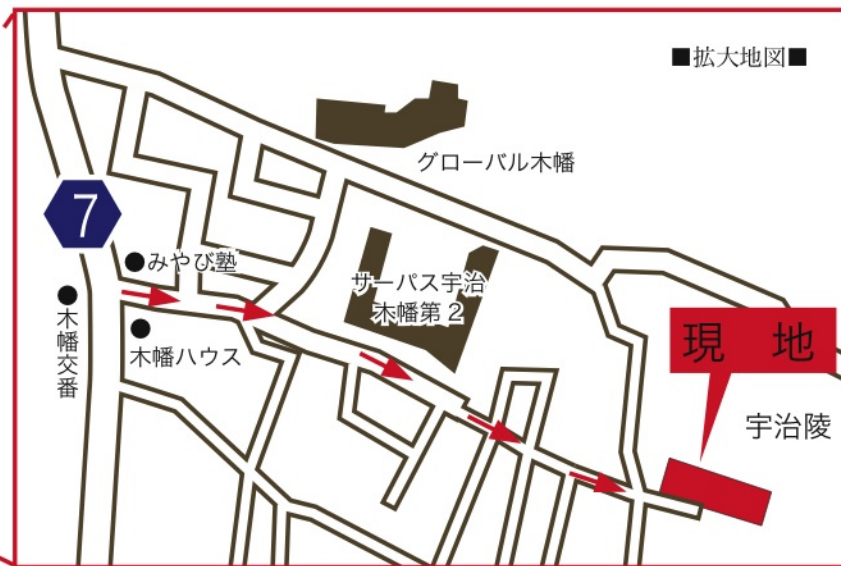 ■拡大地図■
グローバル木幡
7
●みやび塾
サーパス宇治
木幡第２
●木幡交番
●
木幡ハウス
現　地
宇治陵